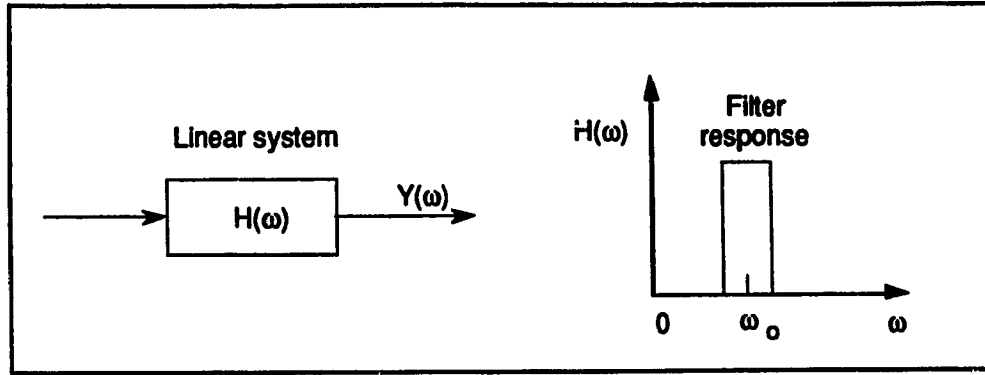 Linear system
H(ω)
Y(ω)
H(ω)
Filter
response
0
ω o
ω